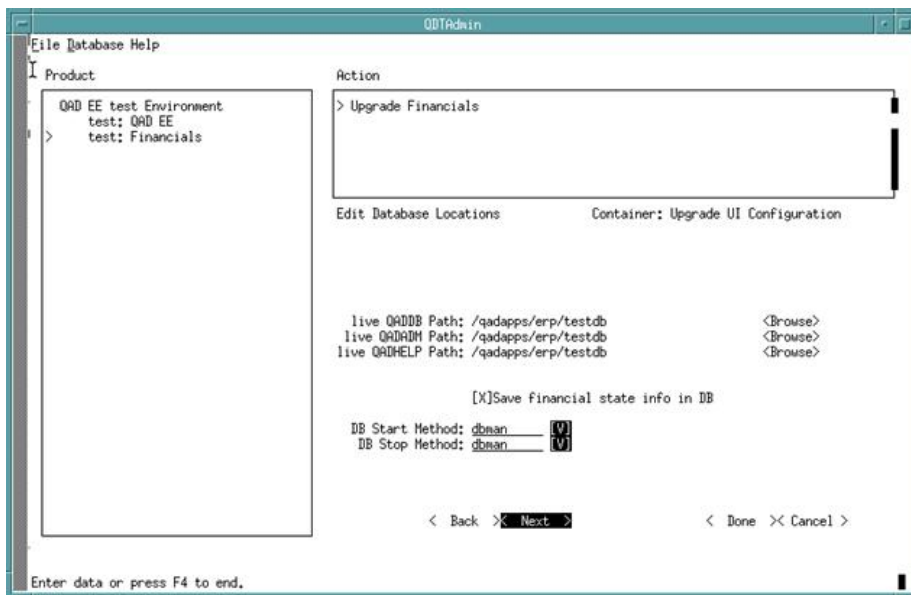 QDTAdmin
File Database Help
Product
Action
QAD EE test Environment
test: QAD EE
> test: Financials
> Upgrade Financials
Edit Database Locations Container: Upgrade UI Configuration
live QADDB Path: /qadapps/erp/testdb <Browse>
live QADADM Path: /qadapps/erp/testdb <Browse>
live QADHELP Path: /qadapps/erp/testdb <Browse>
[X]Save financial state info in DB
DB Start Method: dbman [V]
DB Stop Method: dbman [V]
< Back >< Next > < Done >< Cancel >
Enter data or press F4 to end.